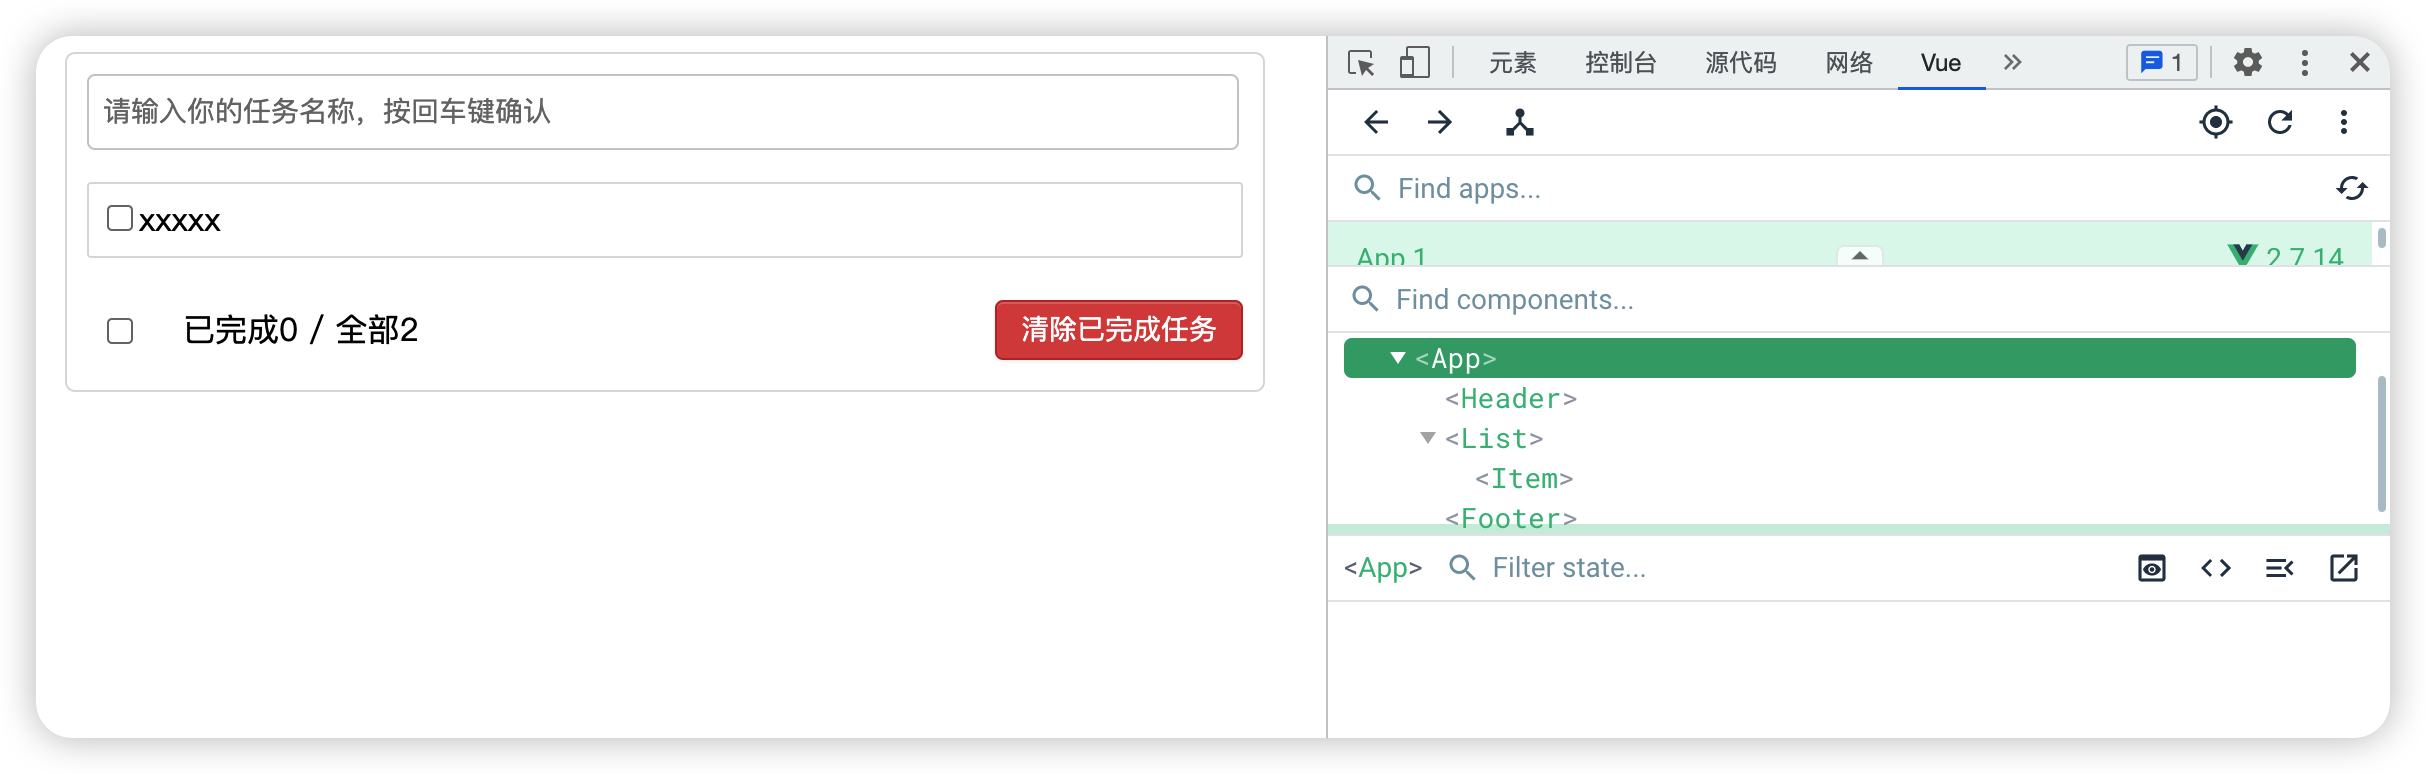 请输入你的任务名称，按回车键确认
xxxxx
已完成0 / 全部2
清除已完成任务
元素 控制台 源代码 网络 Vue 1
Find apps...
App 1 2.7.14
Find components...
<App>
<Header>
<List>
<Item>
<Footer>
<App> Filter state...